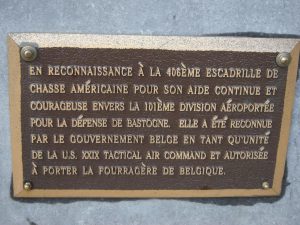 EN RECONNAISSANCE À LA 406ÈME ESCADRILLE DE
CHASSE AMÉRICAINE POUR SON AIDE CONTINUE ET
COURAGEUSE ENVERS LA 101ÈME DIVISION AÉROPORTÉE
POUR LA DÉFENSE DE BASTOGNE. ELLE A ÉTÉ RECONNUE
PAR LE GOUVERNEMENT BELGE EN TANT QU'UNITÉ
DE LA U.S. XXIX TACTICAL AIR COMMAND ET AUTORISÉE
À PORTER LA FOURRAGÈRE DE BELGIQUE.